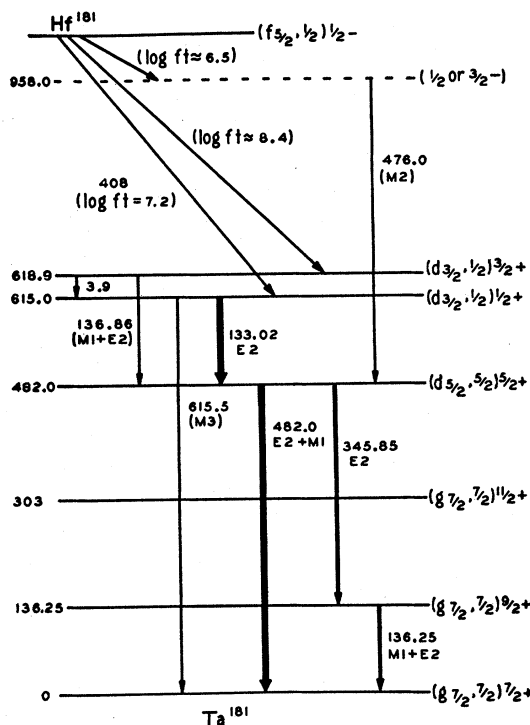 Hf¹⁸¹
(f5/2, 1/2) 1/2 −
(log ft ≈ 6.5)
958.0
(1/2 or 3/2 −)
(log ft ≈ 8.4)
476.0
(M2)
408
(log ft = 7.2)
618.9
(d3/2, 1/2) 3/2 +
3.9
615.0
(d3/2, 1/2) 1/2 +
136.86
(M1+E2)
133.02
E2
482.0
(d5/2, 5/2) 5/2 +
615.5
(M3)
482.0
E2 + M1
345.85
E2
303
(g7/2, 7/2) 11/2 +
136.25
(g7/2, 7/2) 9/2 +
136.25
M1+E2
0
(g7/2, 7/2) 7/2 +
Ta¹⁸¹